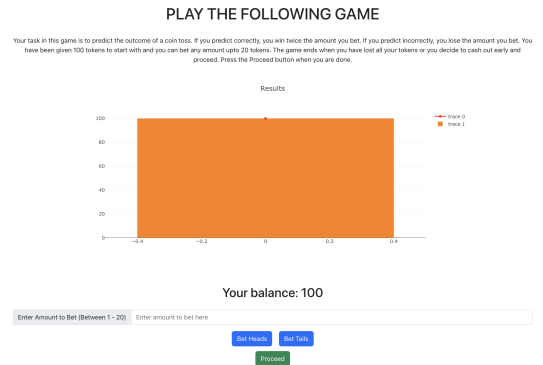 PLAY THE FOLLOWING GAME
Your task in this game is to predict the outcome of a coin toss. If you predict correctly, you win twice the amount you bet. If you predict incorrectly, you lose the amount you bet. You
have been given 100 tokens to start with and you can bet any amount upto 20 tokens. The game ends when you have lost all your tokens or you decide to cash out early and
proceed. Press the Proceed button when you are done.
Results
trace 0
trace 1
100
80
60
40
20
0
−0.4 −0.2 0 0.2 0.4
Your balance: 100
Enter Amount to Bet (Between 1 - 20) Enter amount to bet here
Bet Heads Bet Tails
Proceed